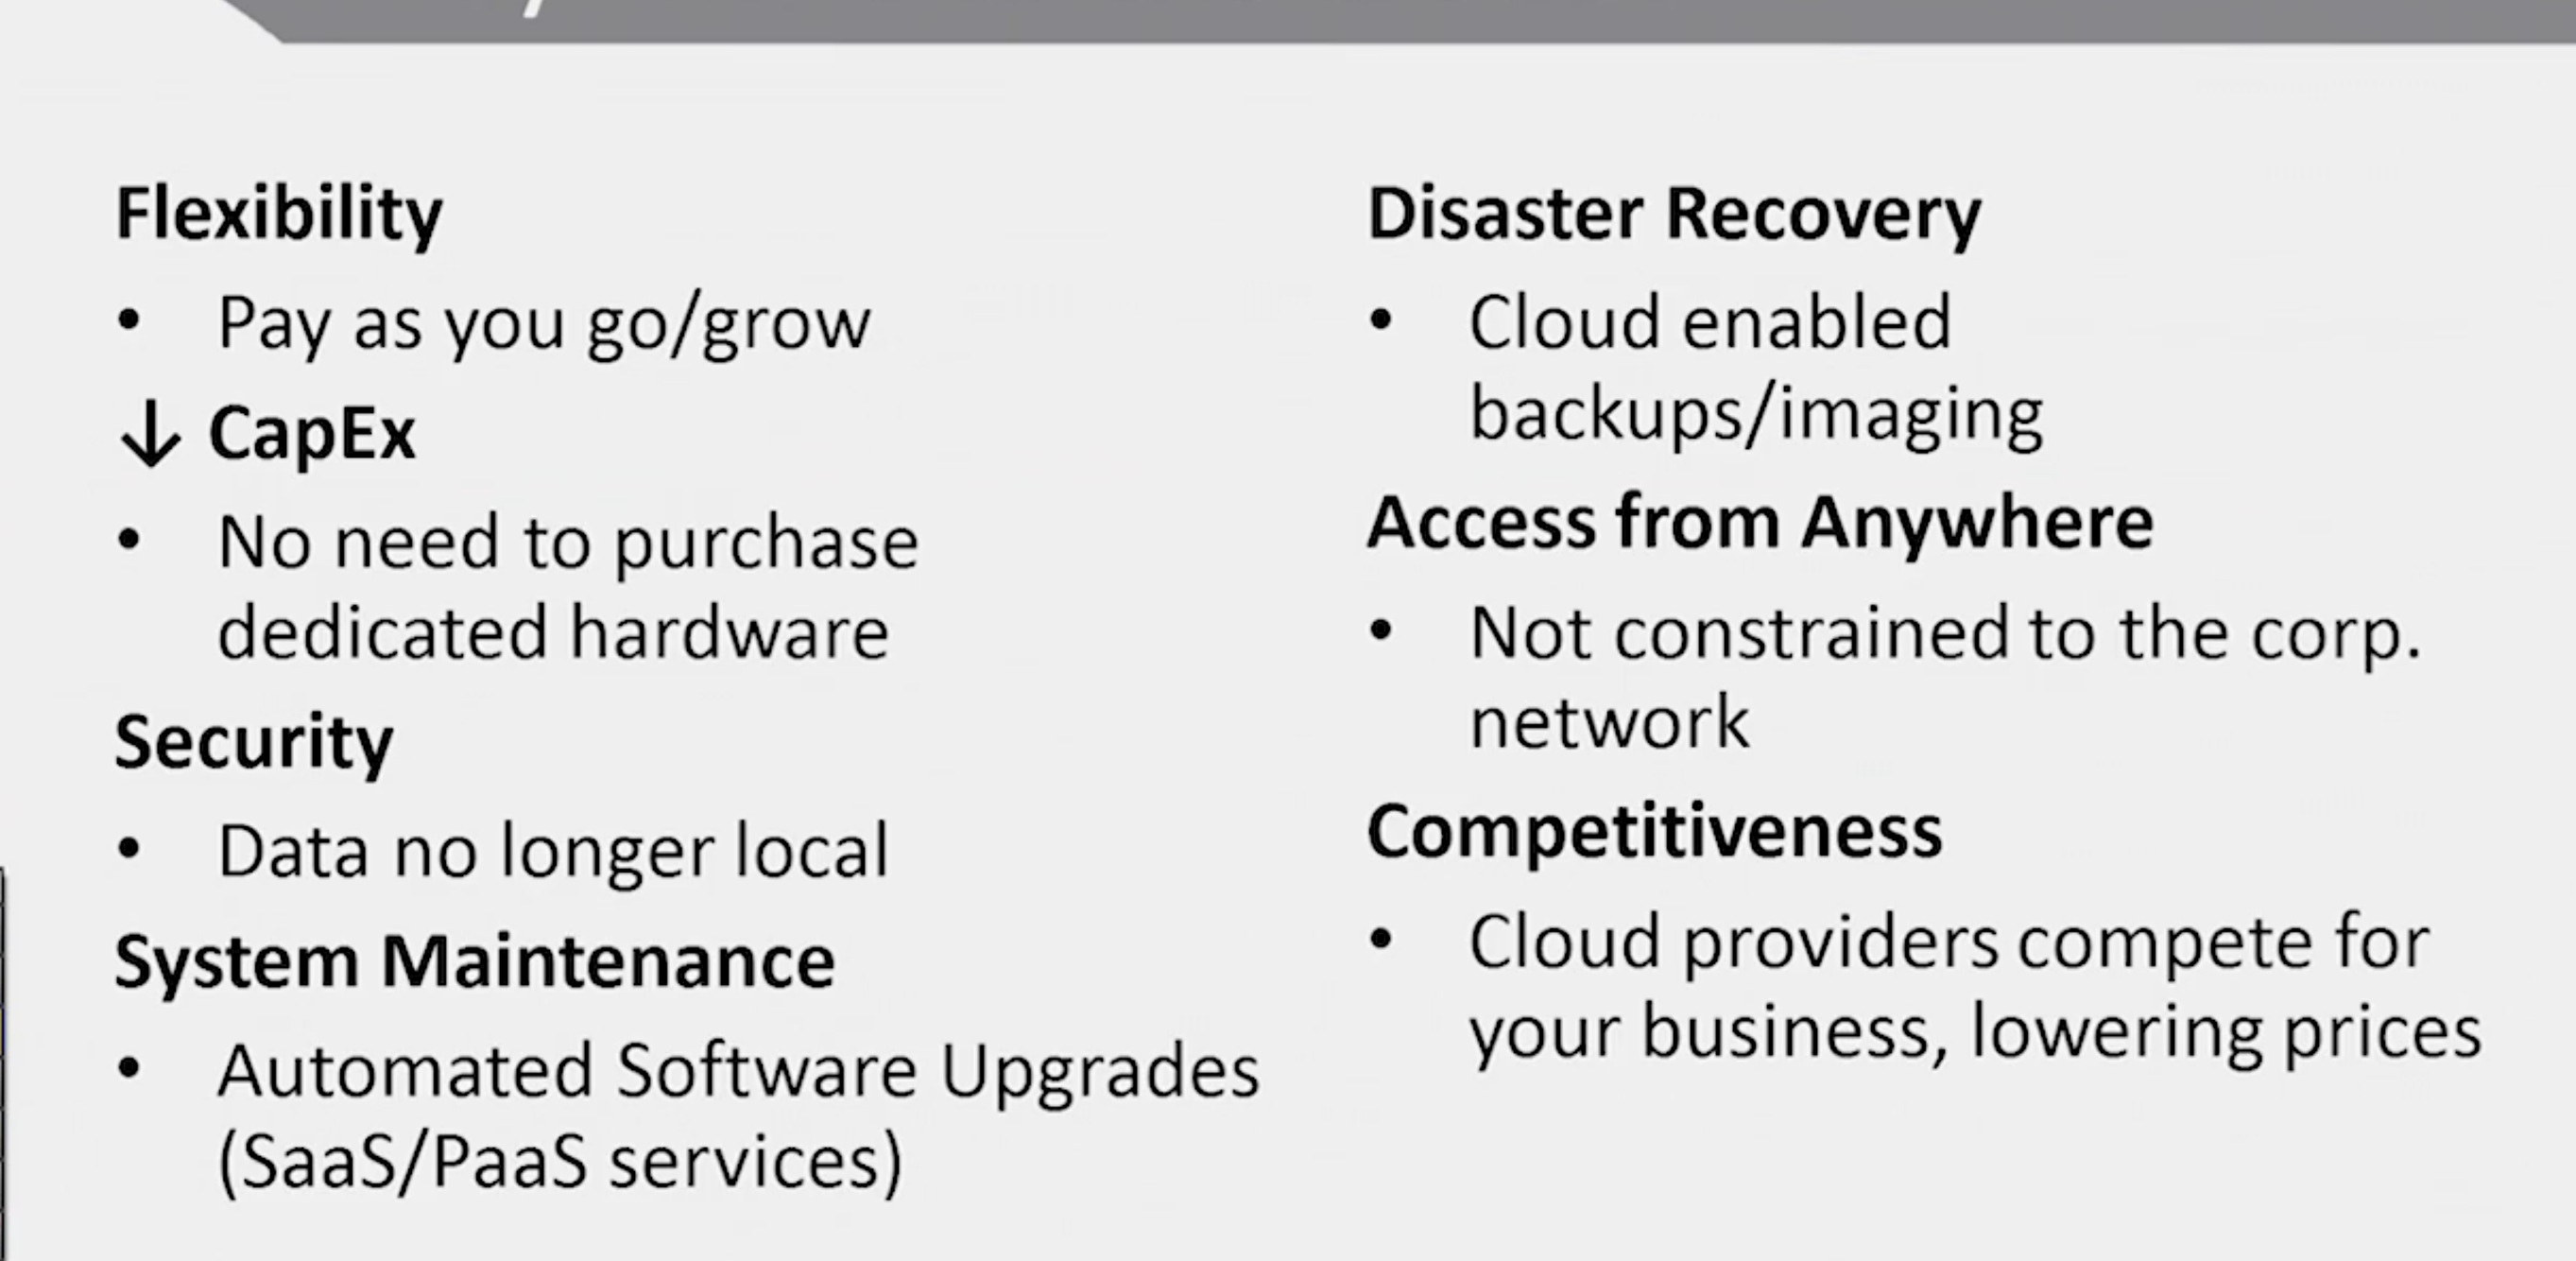 Flexibility
• Pay as you go/grow
↓ CapEx
• No need to purchase
dedicated hardware
Security
• Data no longer local
System Maintenance
• Automated Software Upgrades
(SaaS/PaaS services)
Disaster Recovery
• Cloud enabled
backups/imaging
Access from Anywhere
• Not constrained to the corp.
network
Competitiveness
• Cloud providers compete for
your business, lowering prices